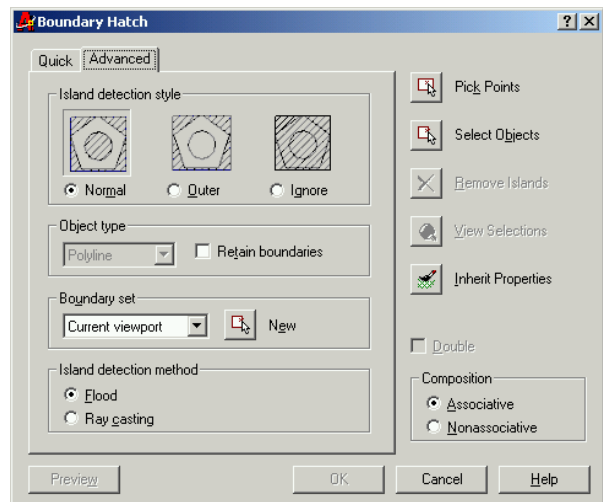 Boundary Hatch
Quick
Advanced
Island detection style
Normal
Outer
Ignore
Object type
Polyline
Retain boundaries
Boundary set
Current viewport
New
Island detection method
Flood
Ray casting
Pick Points
Select Objects
Remove Islands
View Selections
Inherit Properties
Double
Composition
Associative
Nonassociative
Preview
OK
Cancel
Help